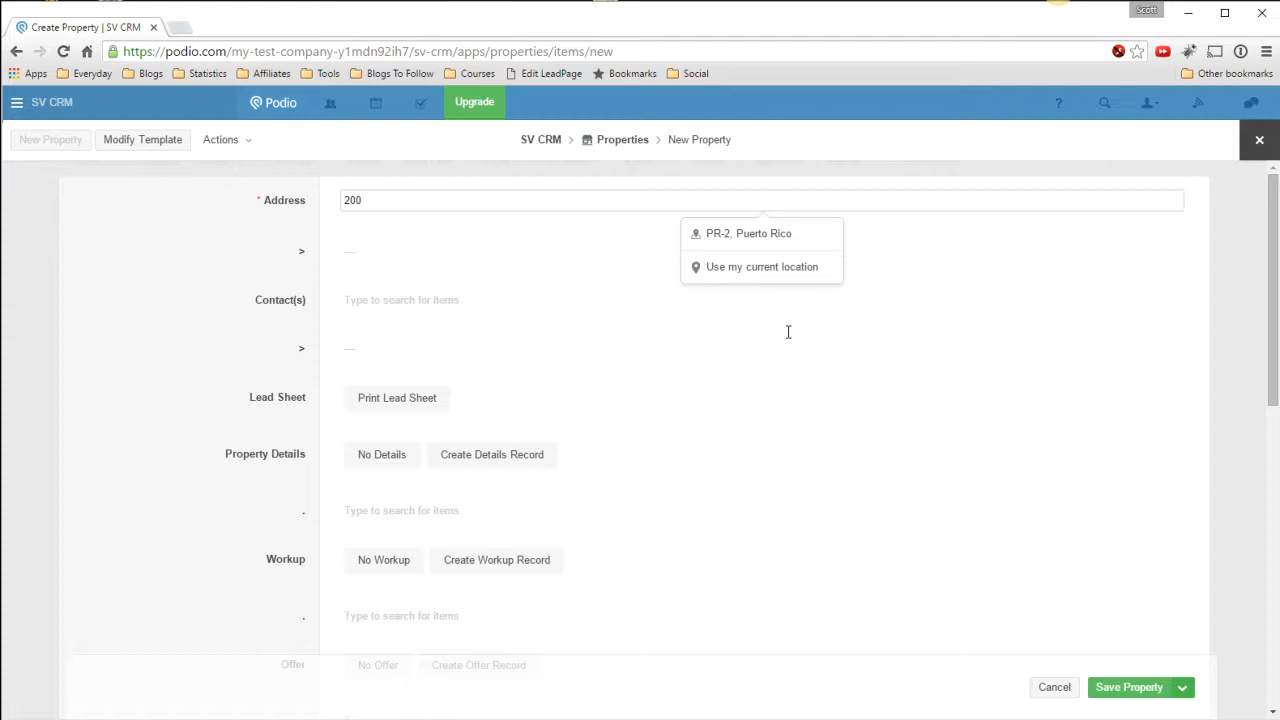 Scott
Create Property | SV CRM
https://podio.com/my-test-company-y1mdn92ih7/sv-crm/apps/properties/items/new
Apps Everyday Blogs Statistics Affiliates Tools Blogs To Follow Courses Edit LeadPage Bookmarks Social Other bookmarks
SV CRM Podio Upgrade ?
New Property Modify Template Actions SV CRM > Properties > New Property
* Address 200
PR-2, Puerto Rico
> —
Use my current location
Contact(s) Type to search for items
> —
Lead Sheet Print Lead Sheet
Property Details No Details Create Details Record
. Type to search for items
Workup No Workup Create Workup Record
. Type to search for items
Offer No Offer Create Offer Record
Cancel Save Property